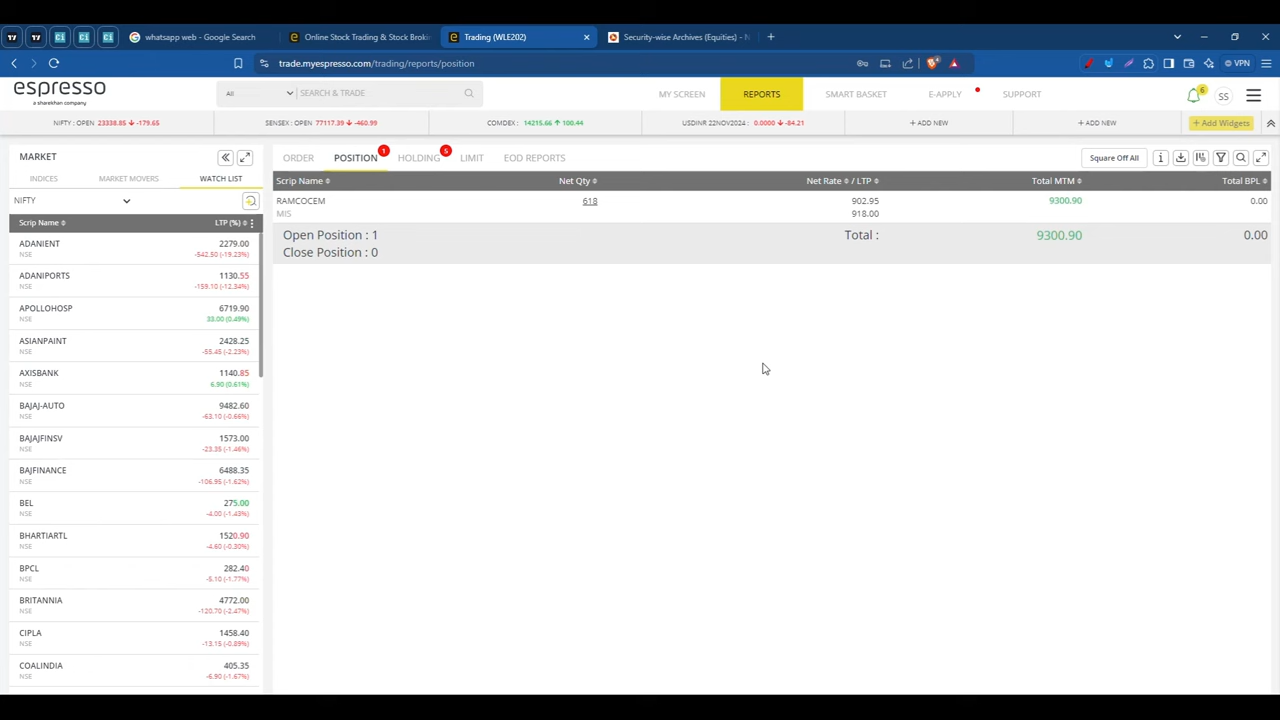 whatsapp web - Google Search
Online Stock Trading & Stock Brokin
Trading (WLE202)
Security-wise Archives (Equities) - N
trade.myespresso.com/trading/reports/position
VPN
espresso
a sharekhan company
All
SEARCH & TRADE
MY SCREEN
REPORTS
SMART BASKET
E-APPLY
SUPPORT
6
SS
NIFTY : OPEN 23338.85 -179.65
SENSEX : OPEN 77117.39 -460.99
COMDEX : 14215.66 100.44
USDINR 22NOV2024 : 0.0000 -84.21
+ ADD NEW
+ ADD NEW
+ Add Widgets
MARKET
INDICES
MARKET MOVERS
WATCH LIST
NIFTY
Scrip Name LTP (%)
ADANIENT 2279.00
NSE -542.50 (-19.23%)
ADANIPORTS 1130.55
NSE -159.10 (-12.34%)
APOLLOHOSP 6719.90
NSE 33.00 (0.49%)
ASIANPAINT 2428.25
NSE -55.45 (-2.23%)
AXISBANK 1140.85
NSE 6.90 (0.61%)
BAJAJ-AUTO 9482.60
NSE -63.10 (-0.66%)
BAJAJFINSV 1573.00
NSE -23.35 (-1.46%)
BAJFINANCE 6488.35
NSE -106.95 (-1.62%)
BEL 275.00
NSE -4.00 (-1.43%)
BHARTIARTL 1520.90
NSE -4.60 (-0.30%)
BPCL 282.40
NSE -5.10 (-1.77%)
BRITANNIA 4772.00
NSE -120.70 (-2.47%)
CIPLA 1458.40
NSE -13.15 (-0.89%)
COALINDIA 405.35
NSE -6.90 (-1.67%)
ORDER
POSITION 1
HOLDING 5
LIMIT
EOD REPORTS
Square Off All
Scrip Name Net Qty Net Rate / LTP Total MTM Total BPL
RAMCOCEM 618 902.95 9300.90 0.00
MIS 918.00
Open Position : 1 Total : 9300.90 0.00
Close Position : 0